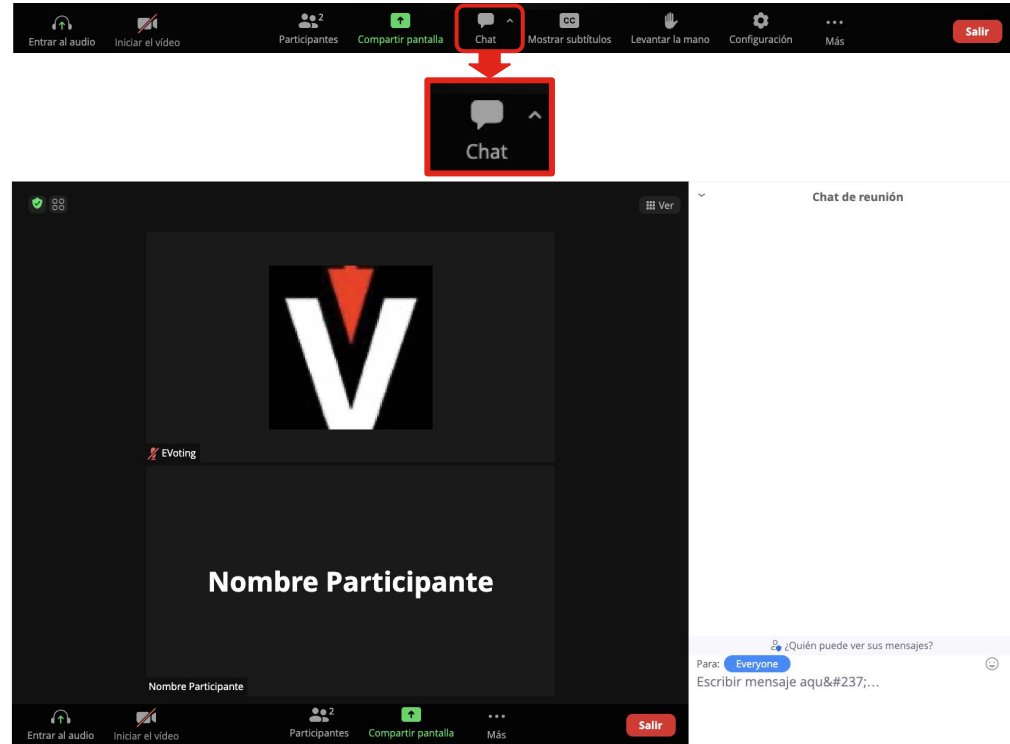 2
Entrar al audio Iniciar el vídeo Participantes Compartir pantalla Chat Mostrar subtítulos Levantar la mano Configuración Más Salir
CC
Chat
Ver
Chat de reunión
V
EVoting
Nombre Participante
Nombre Participante
¿Quién puede ver sus mensajes?
Para: Everyone
Escribir mensaje aqu&#237;...
2
Entrar al audio Iniciar el vídeo Participantes Compartir pantalla Más Salir